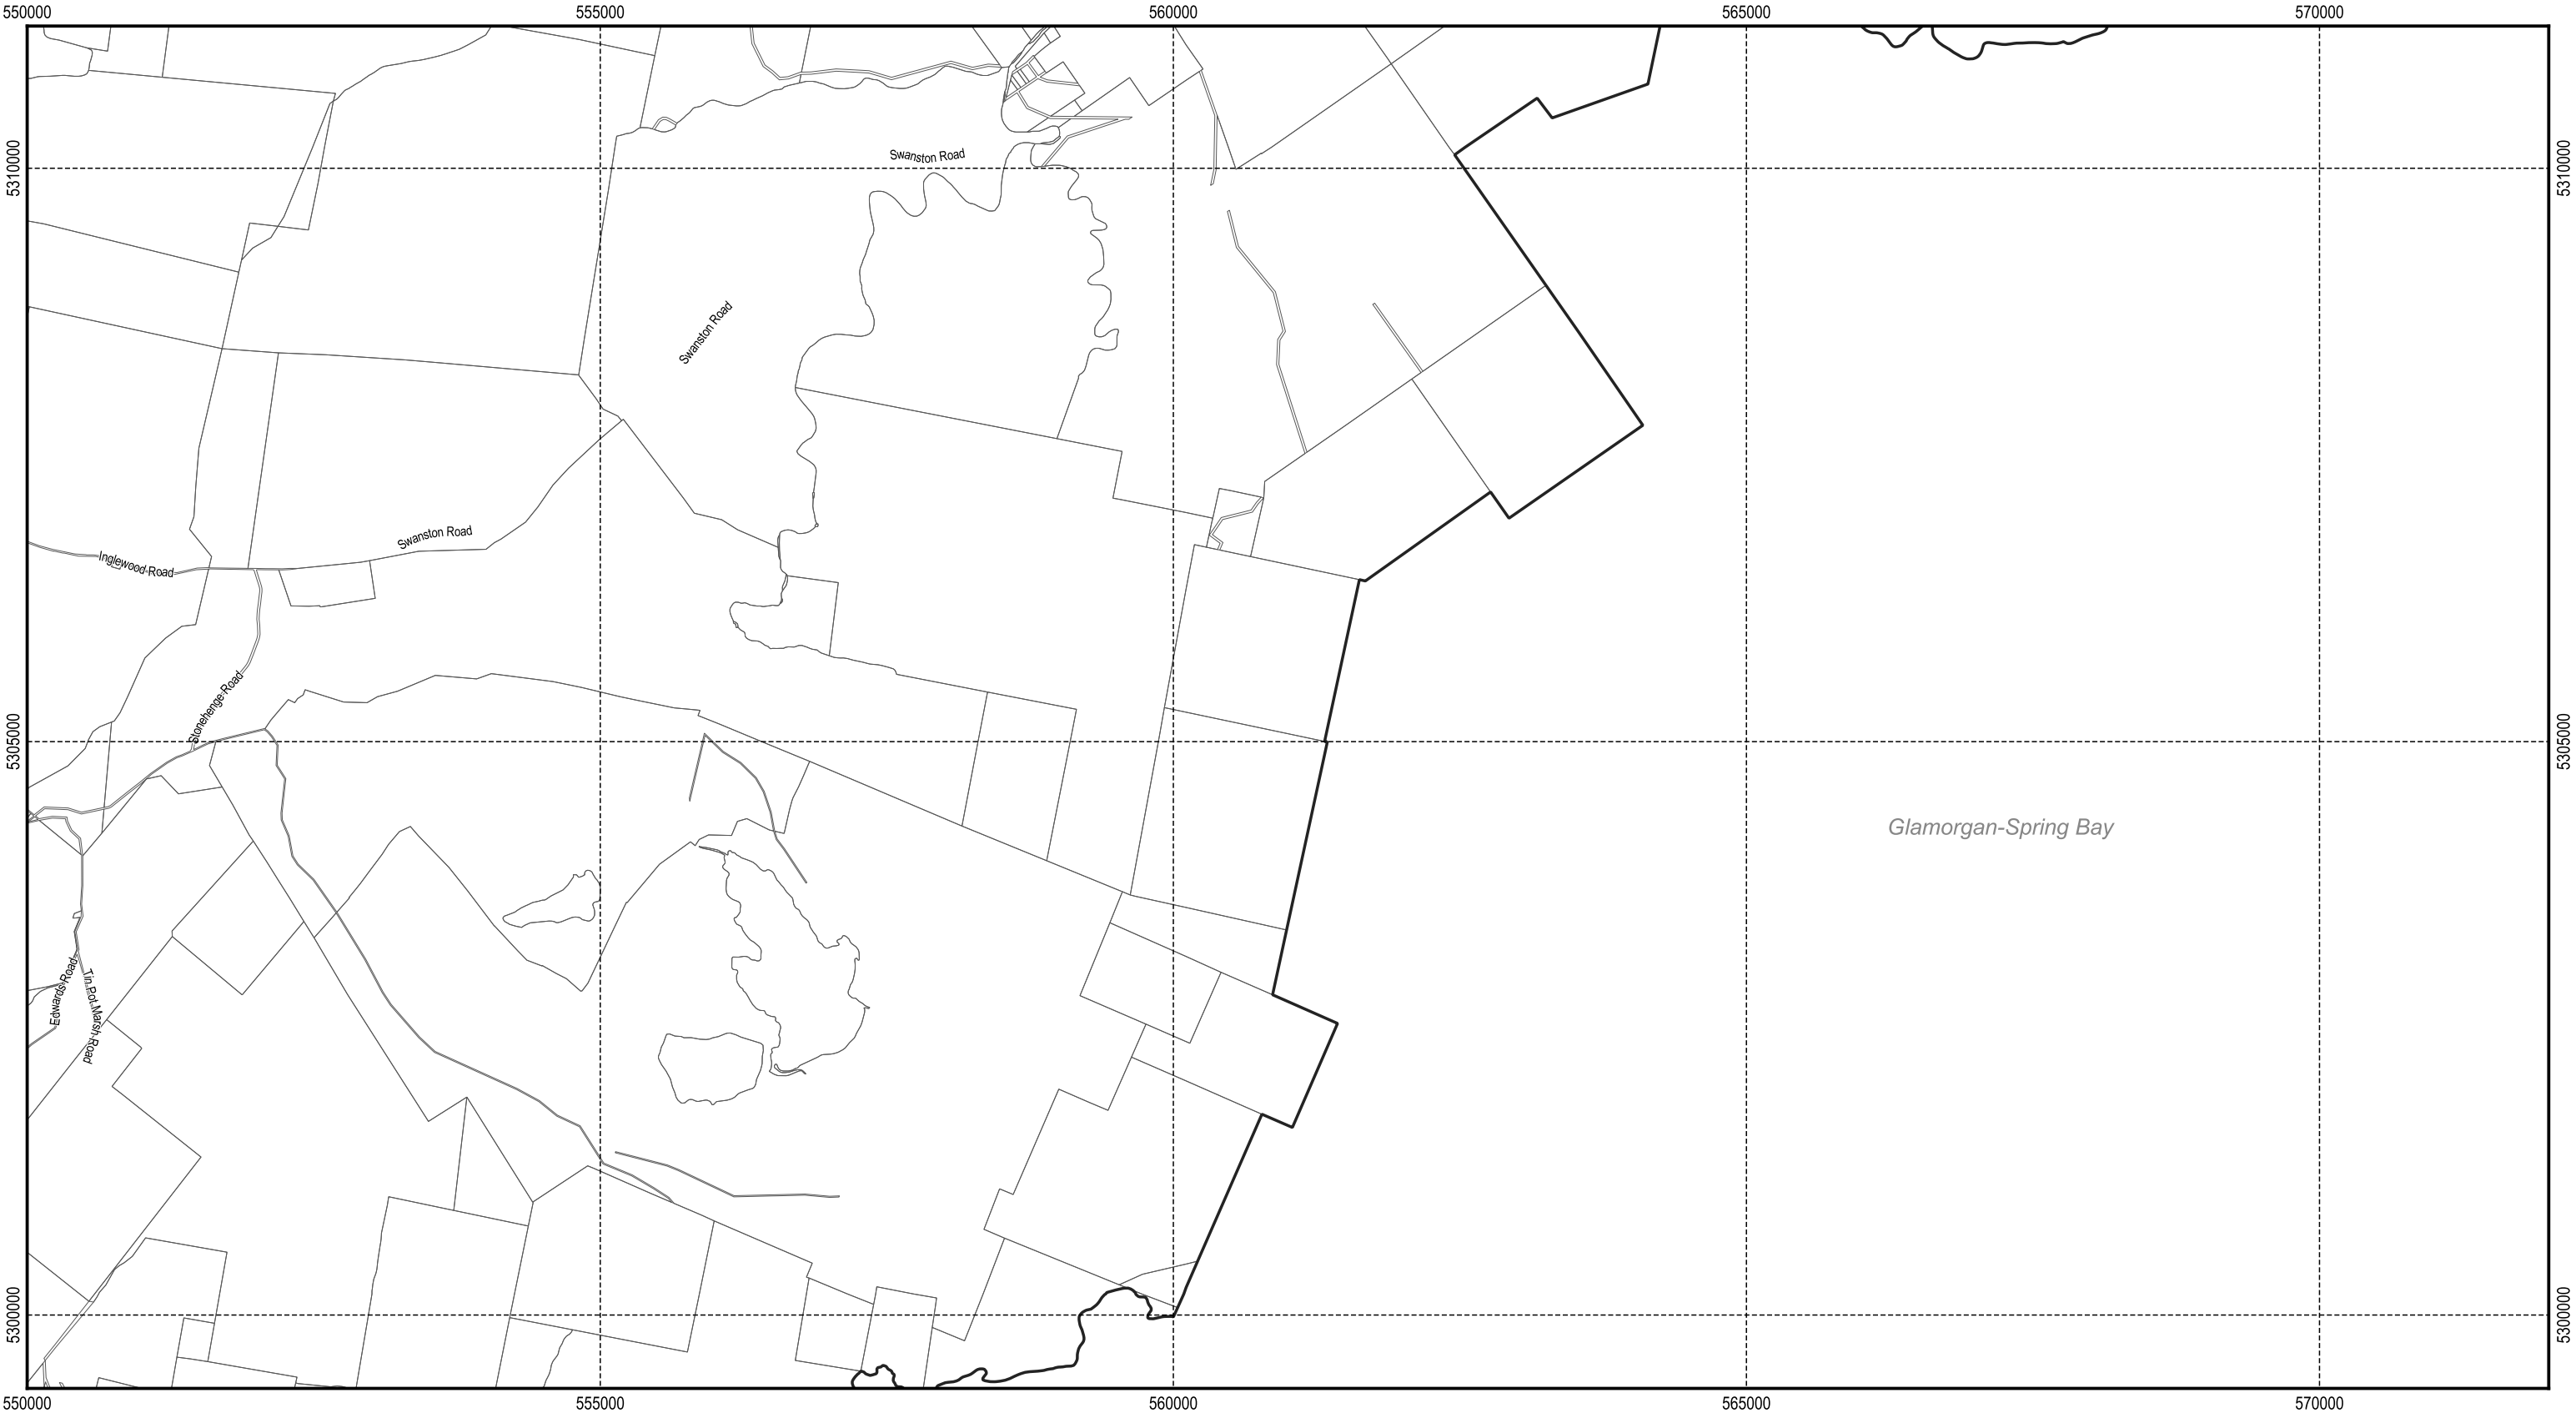 550000 555000 560000 565000 570000
5310000 5310000
Swanston Road
Swanston Road
Swanston Road
Inglewood Road
Stonehenge Road
5305000 5305000
Glamorgan-Spring Bay
Edwards Road
Tin Pot Marsh Road
5300000 5300000
550000 555000 560000 565000 570000